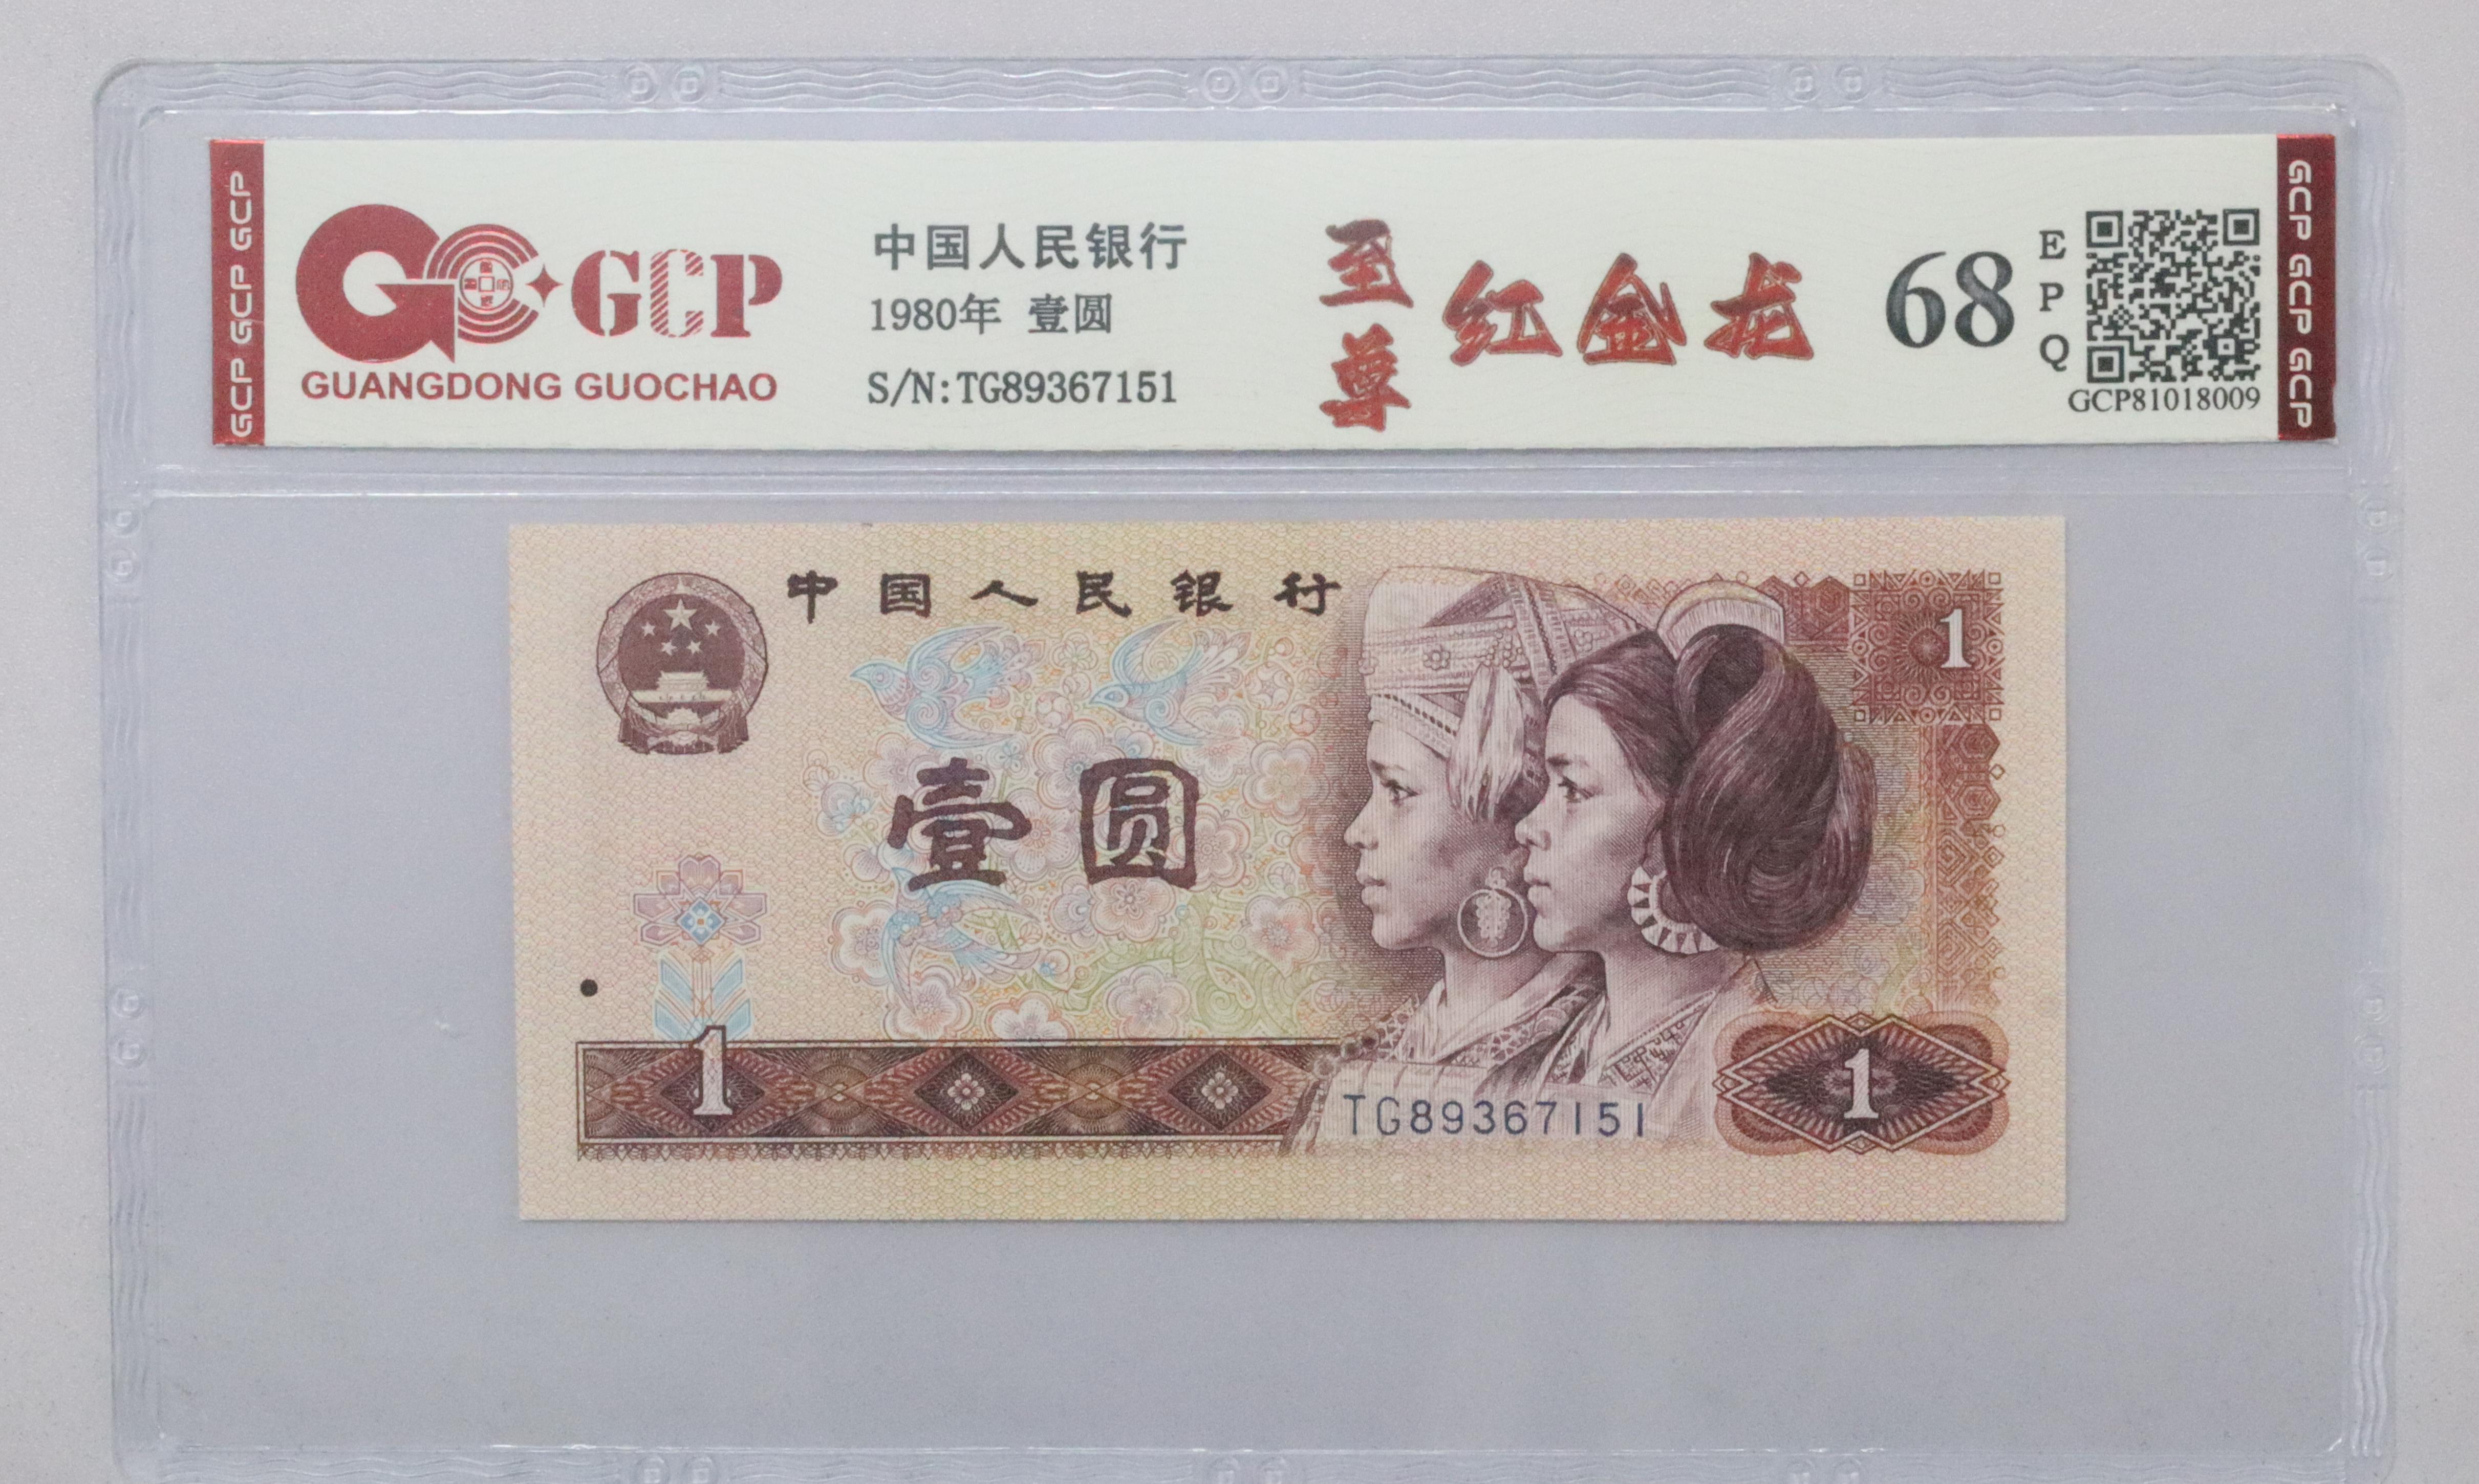 GCP GCP GCP
GCP
GUANGDONG GUOCHAO
中国人民银行
1980年 壹圆
S/N:TG89367151
至尊
红金龙
68
EPQ
GCP81018009
GCP GCP GCP
中国人民银行
1
壹圆
1
TG89367151
1